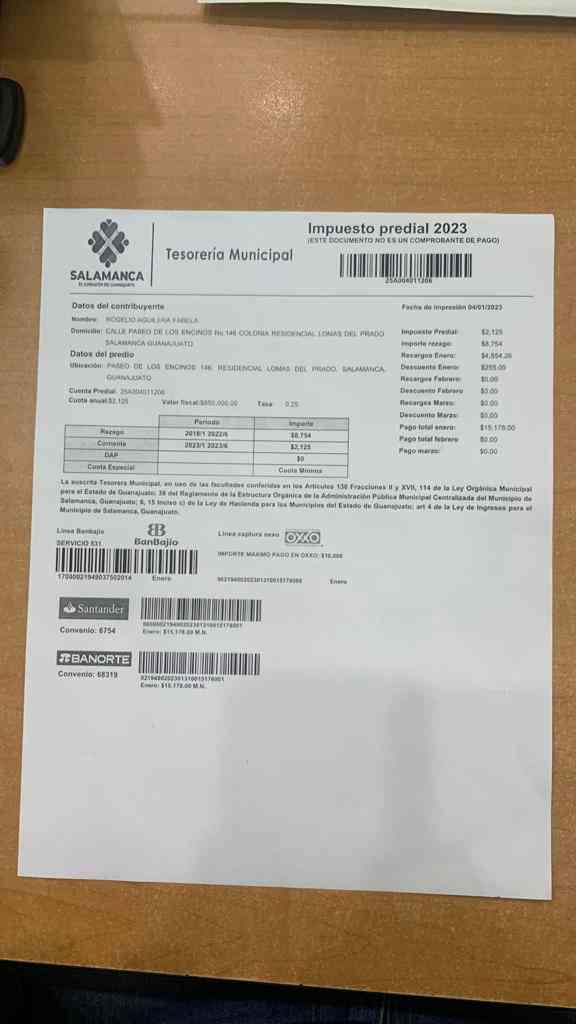 Impuesto predial 2023
(ESTE DOCUMENTO NO ES UN COMPROBANTE DE PAGO)
Tesorería Municipal
SALAMANCA
EL CORAZÓN DE GUANAJUATO
25A004011206
Datos del contribuyente
Fecha de impresión 04/01/2023
Nombre: ROGELIO AGUILERA FABELA
Domicilio: CALLE PASEO DE LOS ENCINOS No.146 COLONIA RESIDENCIAL LOMAS DEL PRADO
SALAMANCA GUANAJUATO
Datos del predio
Ubicación: PASEO DE LOS ENCINOS 146, RESIDENCIAL LOMAS DEL PRADO, SALAMANCA,
GUANAJUATO
Cuenta Predial: 25A004011206
Cuota anual:$2,125 Valor fiscal:$850,000.00 Tasa: 0.25
Impuesto Predial: $2,125
Importe rezago: $8,754
Recargos Enero: $4,554.26
Descuento Enero: $255.00
Recargos Febrero: $0.00
Descuento Febrero $0.00
Recargos Marzo: $0.00
Descuento Marzo: $0.00
Pago total enero: $15,178.00
Pago total febrero $0.00
Pago marzo: $0.00
Periodo Importe
Rezago 2018/1 2022/6 $8,754
Corriente 2023/1 2023/6 $2,125
DAP $0
Cuota Especial Cuota Mínima
La suscrita Tesorera Municipal, en uso de las facultades conferidas en los Artículos 130 Fracciones II y XVII, 114 de la Ley Orgánica Municipal
para el Estado de Guanajuato; 38 del Reglamento de la Estructura Orgánica de la Administración Pública Municipal Centralizada del Municipio de
Salamanca, Guanajuato; 6, 15 Inciso c) de la Ley de Hacienda para los Municipios del Estado de Guanajuato; art 4 de la Ley de Ingresos para el
Municipio de Salamanca, Guanajuato.
Línea Banbajío
SERVICIO 531
BanBajío
Línea captura oxxo OXXO
IMPORTE MÁXIMO PAGO EN OXXO: $10,000
Enero
Enero
Santander
Convenio: 6754
Enero: $15,178.00 M.N.
BANORTE
Convenio: 68319
Enero: $15,178.00 M.N.